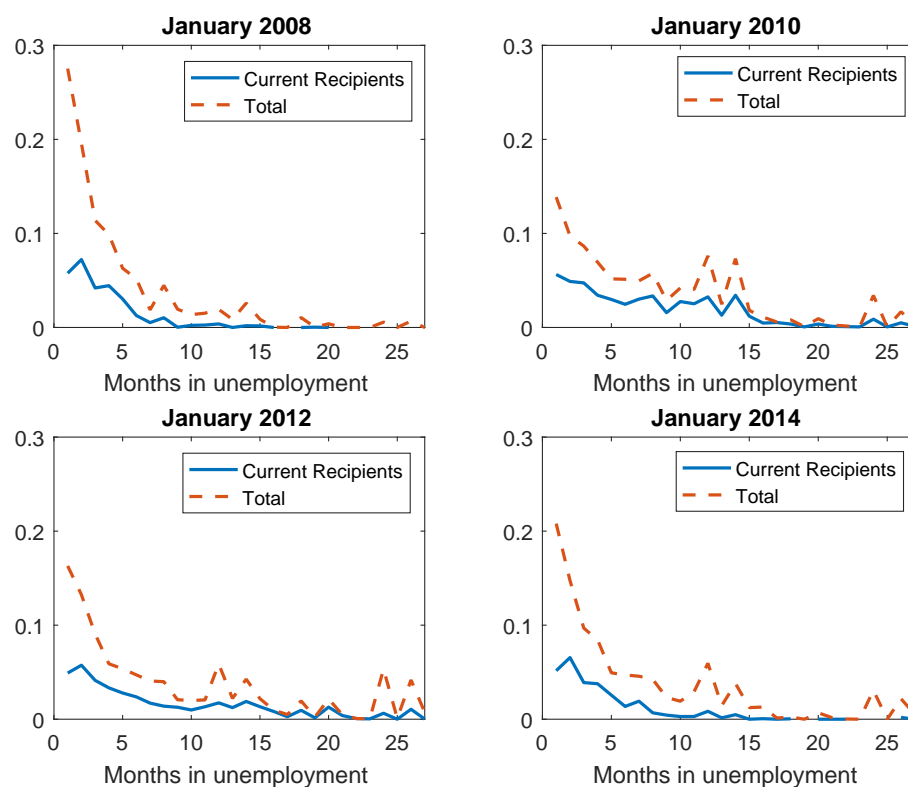 January 2008
0.3
0.2
0.1
0
Current Recipients
Total
0 5 10 15 20 25
Months in unemployment
January 2010
0.3
0.2
0.1
0
Current Recipients
Total
0 5 10 15 20 25
Months in unemployment
January 2012
0.3
0.2
0.1
0
Current Recipients
Total
0 5 10 15 20 25
Months in unemployment
January 2014
0.3
0.2
0.1
0
Current Recipients
Total
0 5 10 15 20 25
Months in unemployment